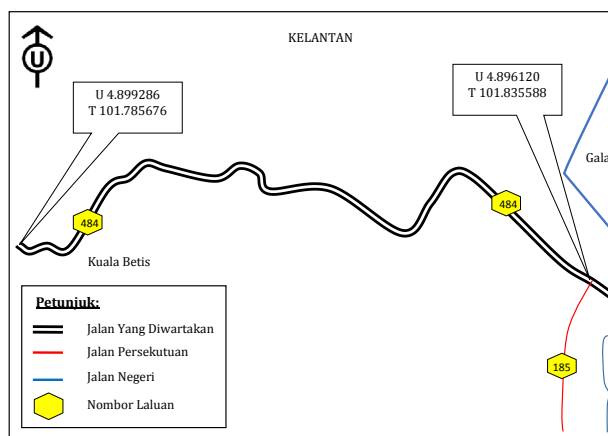 KELANTAN
U
U 4.899286
T 101.785676
U 4.896120
T 101.835588
Gala
484
484
Kuala Betis
185
Petunjuk:
Jalan Yang Diwartakan
Jalan Persekutuan
Jalan Negeri
Nombor Laluan